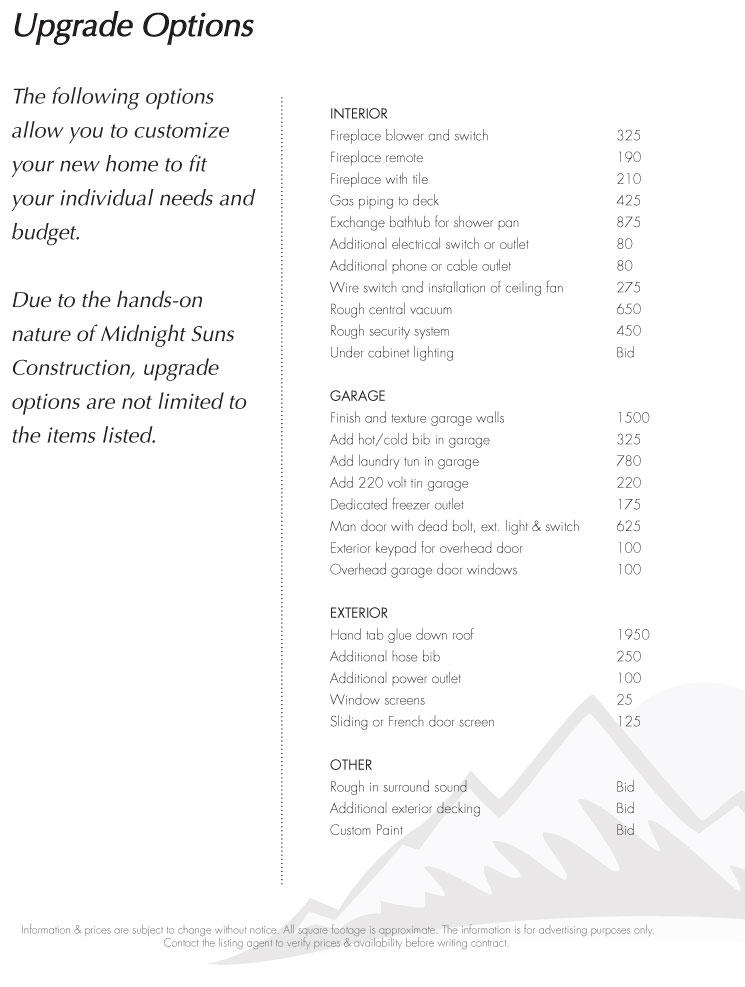 Upgrade Options
The following options
allow you to customize
your new home to fit
your individual needs and
budget.
Due to the hands-on
nature of Midnight Suns
Construction, upgrade
options are not limited to
the items listed.
INTERIOR
Fireplace blower and switch 325
Fireplace remote 190
Fireplace with tile 210
Gas piping to deck 425
Exchange bathtub for shower pan 875
Additional electrical switch or outlet 80
Additional phone or cable outlet 80
Wire switch and installation of ceiling fan 275
Rough central vacuum 650
Rough security system 450
Under cabinet lighting Bid
GARAGE
Finish and texture garage walls 1500
Add hot/cold bib in garage 325
Add laundry tun in garage 780
Add 220 volt tin garage 220
Dedicated freezer outlet 175
Man door with dead bolt, ext. light & switch 625
Exterior keypad for overhead door 100
Overhead garage door windows 100
EXTERIOR
Hand tab glue down roof 1950
Additional hose bib 250
Additional power outlet 100
Window screens 25
Sliding or French door screen 125
OTHER
Rough in surround sound Bid
Additional exterior decking Bid
Custom Paint Bid
Information & prices are subject to change without notice. All square footage is approximate. The information is for advertising purposes only.
Contact the listing agent to verify prices & availability before writing contract.